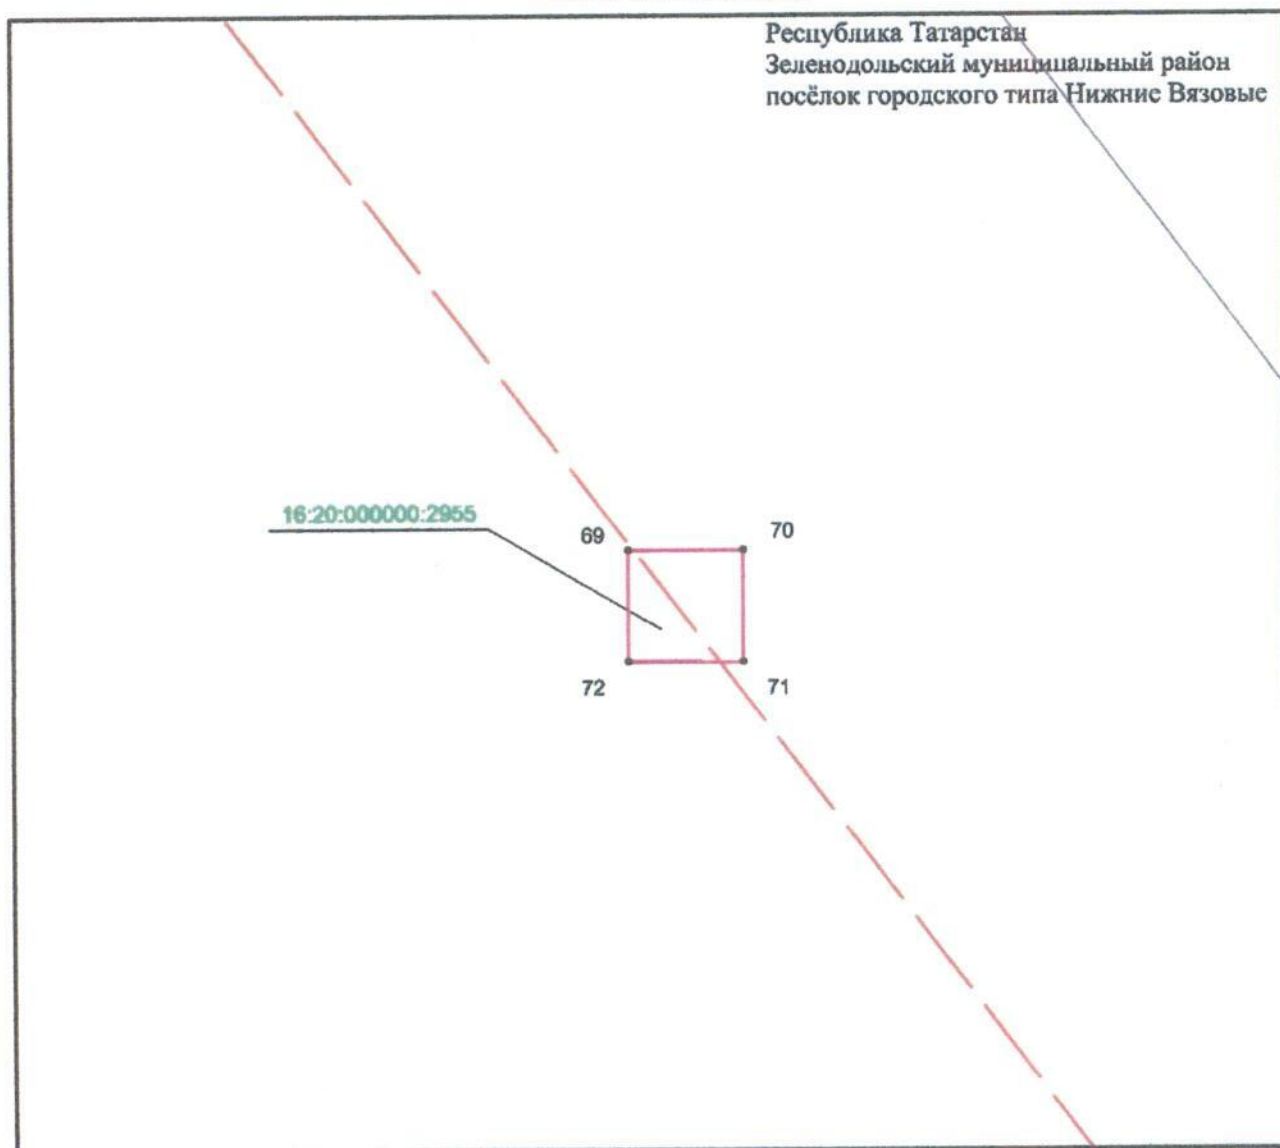 Республика Татарстан
Зеленодольский муниципальный район
посёлок городского типа Нижние Вязовые
16:20:000000:2955
69
70
72
71